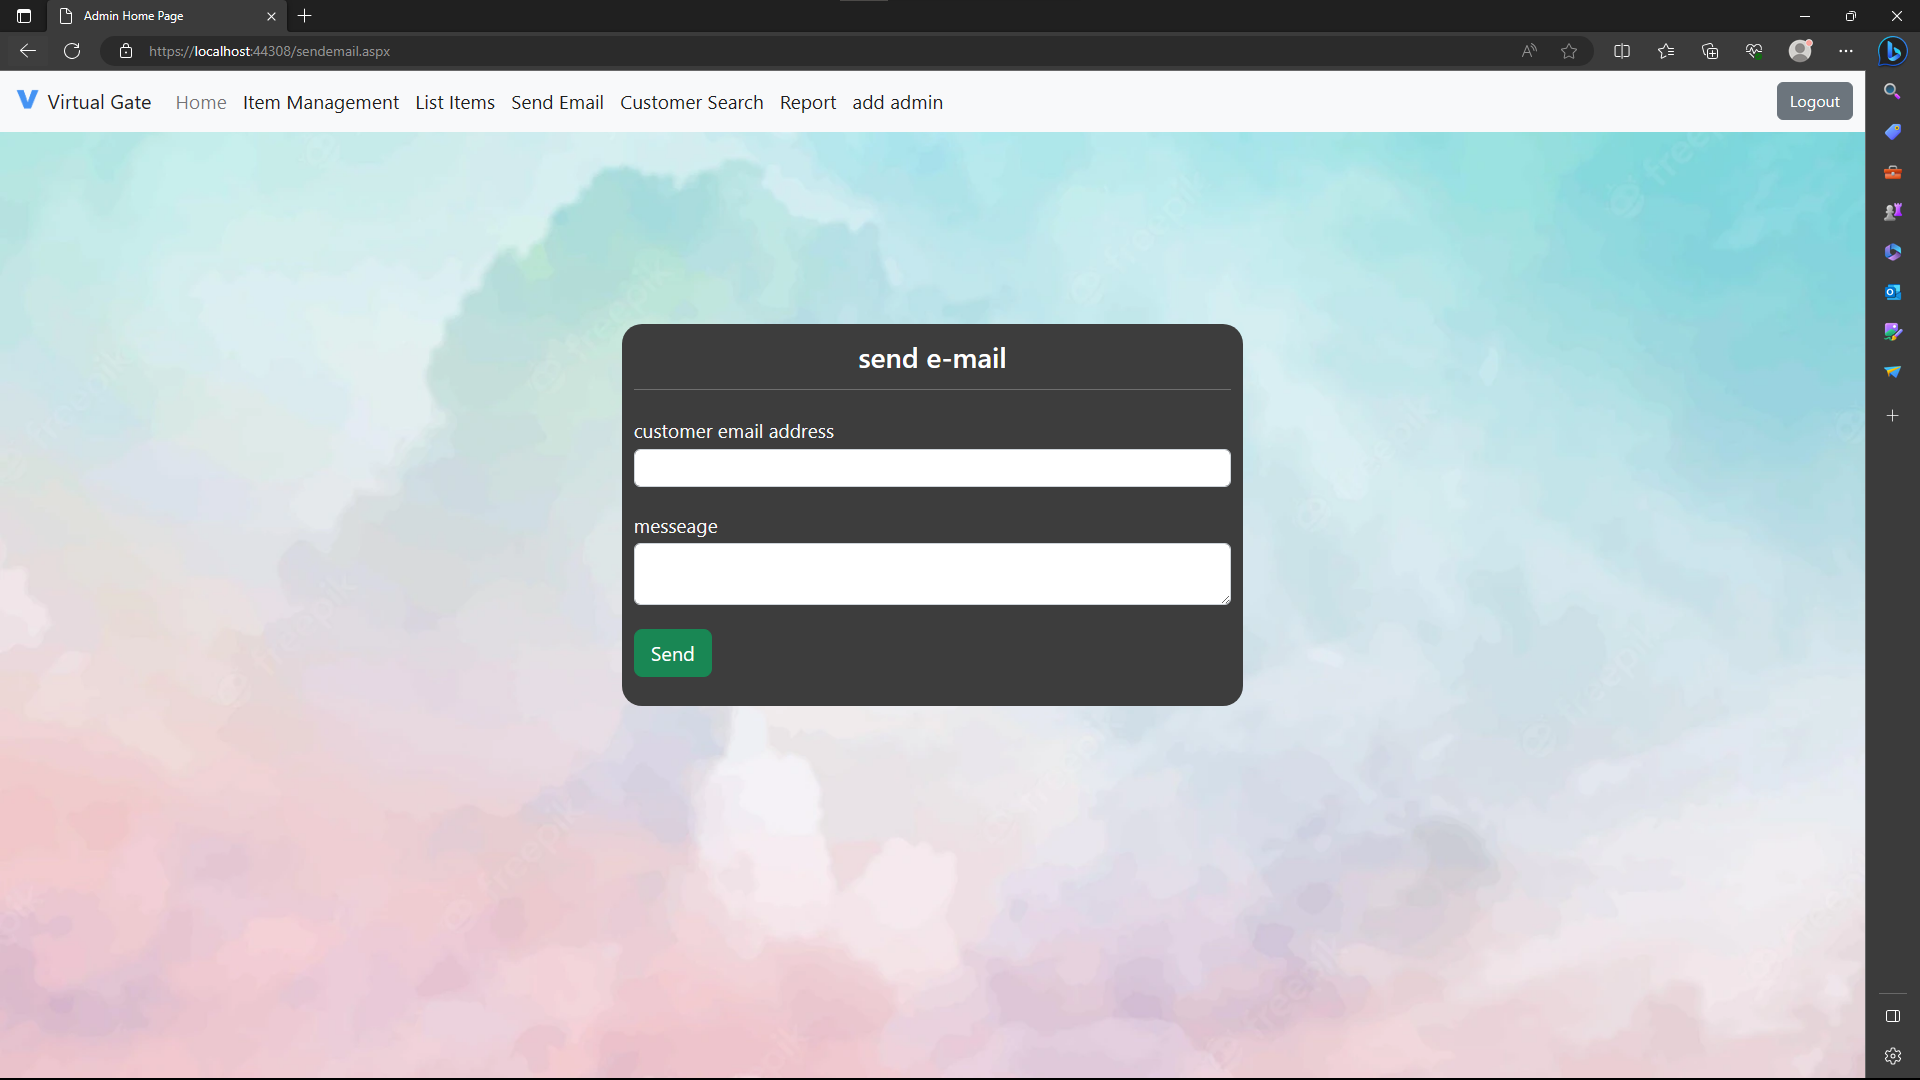 Admin Home Page
https://localhost:44308/sendemail.aspx
Virtual Gate Home Item Management List Items Send Email Customer Search Report add admin Logout
send e-mail
customer email address
messeage
Send
freepik